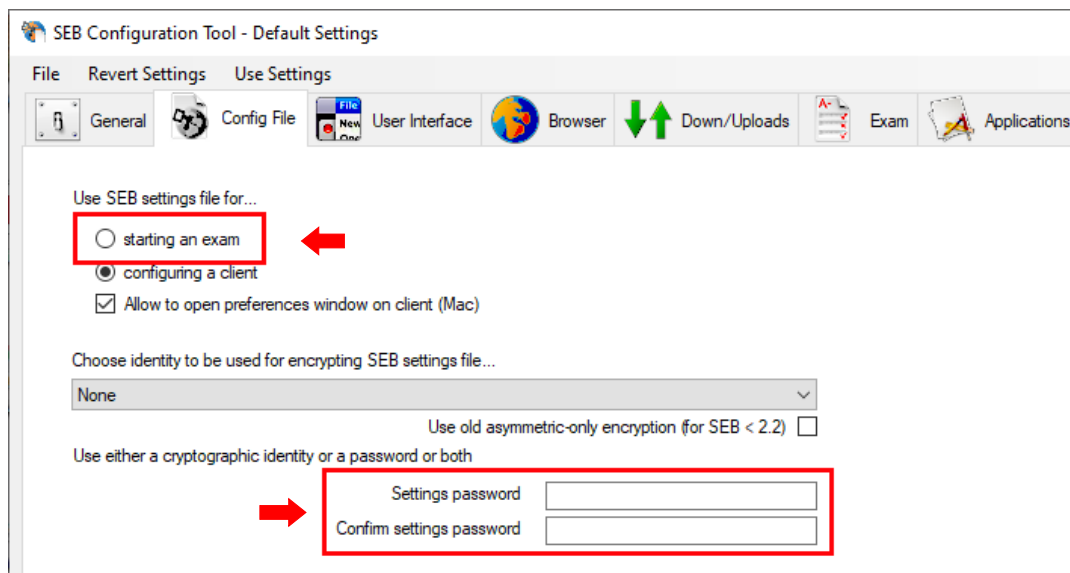 SEB Configuration Tool - Default Settings
File Revert Settings Use Settings
General Config File File New User Interface Browser Down/Uploads A- Exam Applications
Use SEB settings file for...
starting an exam
configuring a client
Allow to open preferences window on client (Mac)
Choose identity to be used for encrypting SEB settings file...
None
Use old asymmetric-only encryption (for SEB < 2.2)
Use either a cryptographic identity or a password or both
Settings password
Confirm settings password